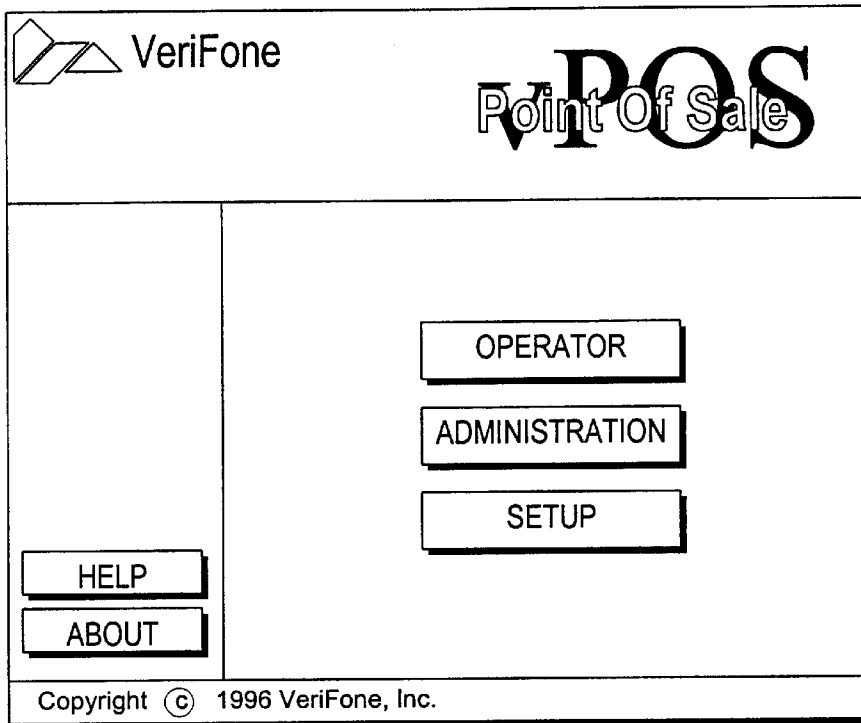 VeriFone
vPOS
Point Of Sale
OPERATOR
ADMINISTRATION
SETUP
HELP
ABOUT
Copyright © 1996 VeriFone, Inc.